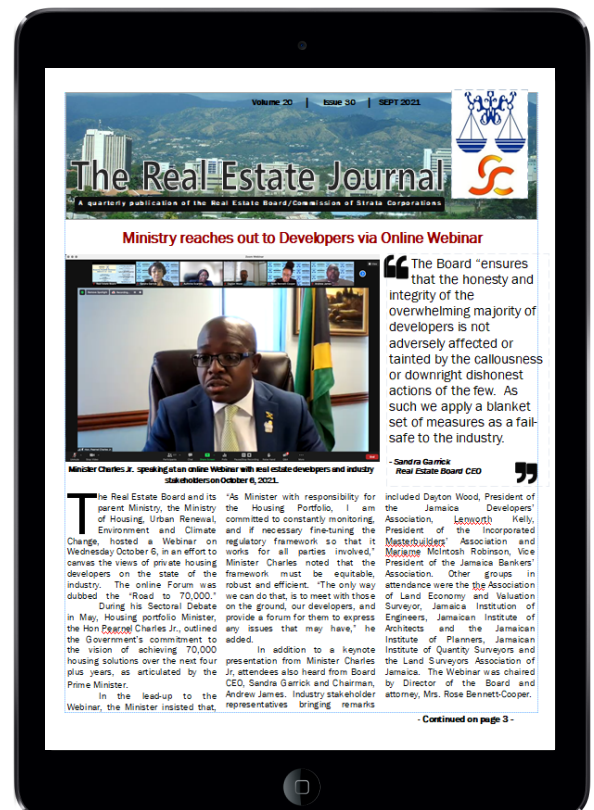 Volume 20 | Issue 30 | SEPT 2021
The Real Estate Journal
A quarterly publication of the Real Estate Board/Commission of Strata Corporations
Ministry reaches out to Developers via Online Webinar
The Board “ensures
that the honesty and
integrity of the
overwhelming majority of
developers is not
adversely affected or
tainted by the callousness
or downright dishonest
actions of the few. As
such we apply a blanket
set of measures as a fail-
safe to the industry.
- Sandra Garrick
Real Estate Board CEO
Minister Charles Jr. speaking at an online Webinar with real estate developers and industry
stakeholders on October 6, 2021.
The Real Estate Board and its
parent Ministry, the Ministry
of Housing, Urban Renewal,
Environment and Climate
Change, hosted a Webinar on
Wednesday October 6, in an effort to
canvas the views of private housing
developers on the state of the
industry. The online Forum was
dubbed the “Road to 70,000.”
During his Sectoral Debate
in May, Housing portfolio Minister,
the Hon Pearnel Charles Jr., outlined
the Government’s commitment to
the vision of achieving 70,000
housing solutions over the next four
plus years, as articulated by the
Prime Minister.
In the lead-up to the
Webinar, the Minister insisted that,
“As Minister with responsibility for
the Housing Portfolio, I am
committed to constantly monitoring,
and if necessary fine-tuning the
regulatory framework so that it
works for all parties involved,”
Minister Charles noted that the
framework must be equitable,
robust and efficient. “The only way
we can do that, is to meet with those
on the ground, our developers, and
provide a forum for them to express
any issues that may have,” he
added.
In addition to a keynote
presentation from Minister Charles
Jr, attendees also heard from Board
CEO, Sandra Garrick and Chairman,
Andrew James. Industry stakeholder
representatives bringing remarks
included Dayton Wood, President of
the Jamaica Developers’
Association, Lenworth Kelly,
President of the Incorporated
Masterbuilders’ Association and
Mariame McIntosh Robinson, Vice
President of the Jamaica Bankers’
Association. Other groups in
attendance were the the Association
of Land Economy and Valuation
Surveyor, Jamaica Institution of
Engineers, Jamaican Institute of
Architects and the Jamaican
Institute of Planners, Jamaican
Institute of Quantity Surveyors and
the Land Surveyors Association of
Jamaica. The Webinar was chaired
by Director of the Board and
attorney, Mrs. Rose Bennett-Cooper.
- Continued on page 3 -